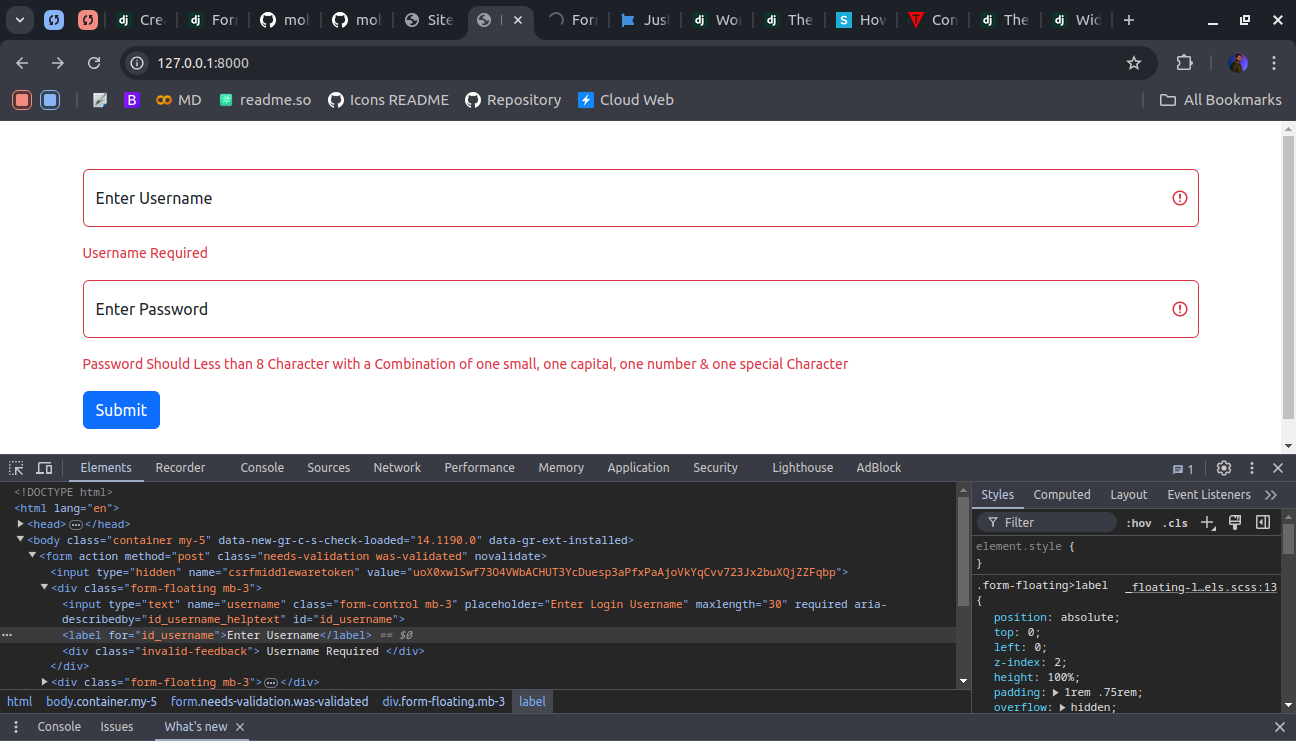 Cre
For
mol
mol
Site
For
Jus
Wo
The
Hov
Con
The
Wid
127.0.0.1:8000
MD
readme.so
Icons README
Repository
Cloud Web
All Bookmarks
Enter Username
Username Required
Enter Password
Password Should Less than 8 Character with a Combination of one small, one capital, one number & one special Character
Submit
Elements Recorder Console Sources Network Performance Memory Application Security Lighthouse AdBlock 1
<!DOCTYPE html>
<html lang="en">
<head> </head>
<body class="container my-5" data-new-gr-c-s-check-loaded="14.1190.0" data-gr-ext-installed>
<form action method="post" class="needs-validation was-validated" novalidate>
<input type="hidden" name="csrfmiddlewaretoken" value="uoX0xwlSwf73O4VWbACHUT3YcDuesp3aPfxPaAjoVkYqCvv723Jx2buXQjZZFqbp">
<div class="form-floating mb-3">
<input type="text" name="username" class="form-control mb-3" placeholder="Enter Login Username" maxlength="30" required aria-
describedby="id_username_helptext" id="id_username">
<label for="id_username">Enter Username</label> == $0
<div class="invalid-feedback"> Username Required </div>
</div>
<div class="form-floating mb-3"> </div>
html body.container.my-5 form.needs-validation.was-validated div.form-floating.mb-3 label
Styles Computed Layout Event Listeners
Filter :hov .cls
element.style {
}
.form-floating>label _floating-l…els.scss:13
{
position: absolute;
top: 0;
left: 0;
z-index: 2;
height: 100%;
padding: 1rem .75rem;
overflow: hidden;
Console Issues What's new